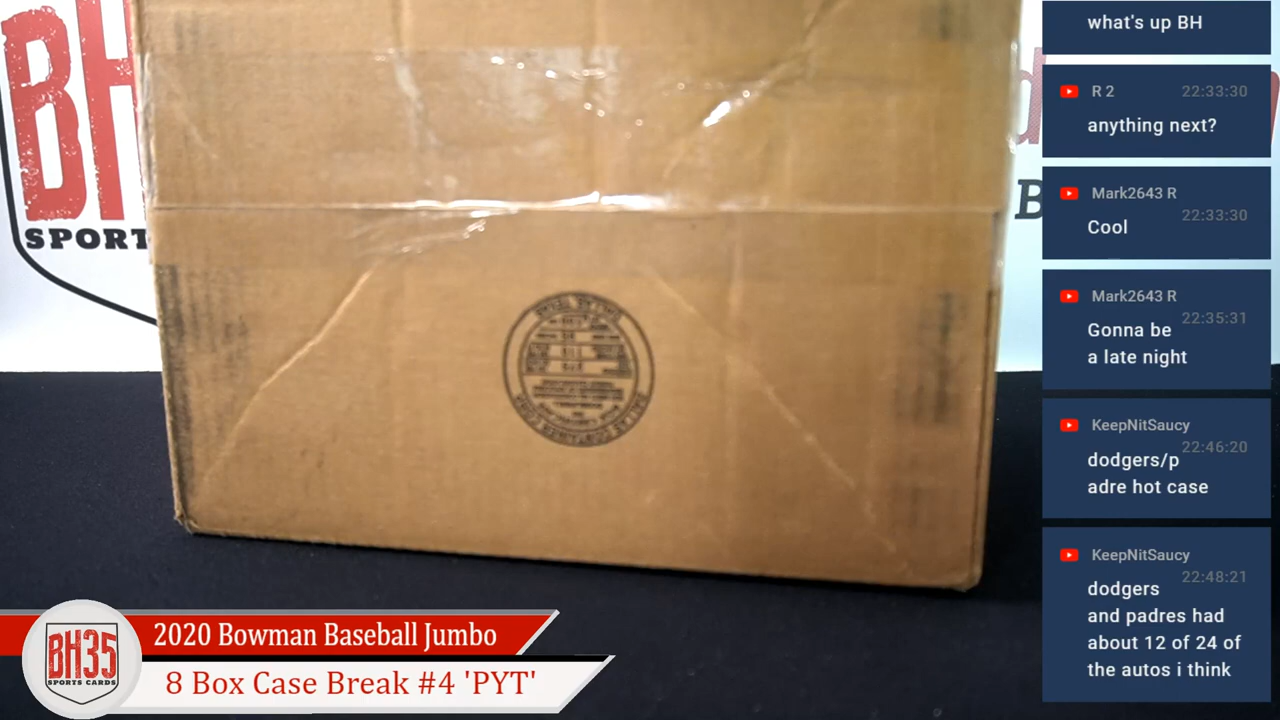 BH
SPORT
B
what's up BH
R 2 22:33:30
anything next?
Mark2643 R 22:33:30
Cool
Mark2643 R
Gonna be 22:35:31
a late night
KeepNitSaucy
dodgers/p 22:46:20
adre hot case
KeepNitSaucy
dodgers 22:48:21
and padres had
about 12 of 24 of
the autos i think
BH35
SPORTS CARDS
2020 Bowman Baseball Jumbo
8 Box Case Break #4 'PYT'